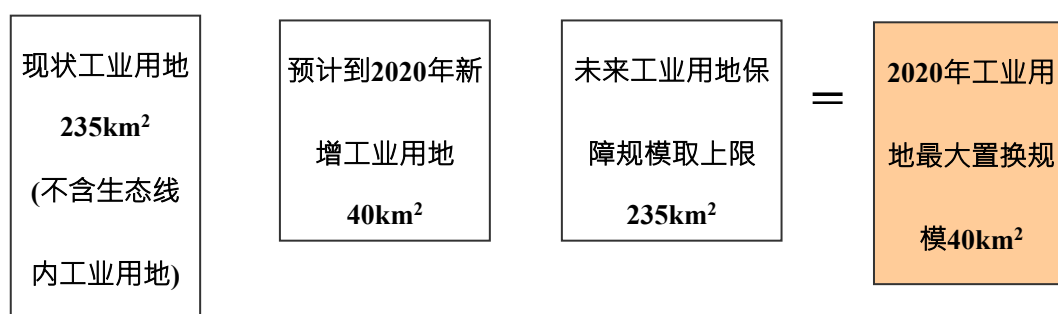 现状工业用地
235km²
(不含生态线
内工业用地)
预计到2020年新
增工业用地
40km²
未来工业用地保
障规模取上限
235km²
=
2020年工业用
地最大置换规
模40km²